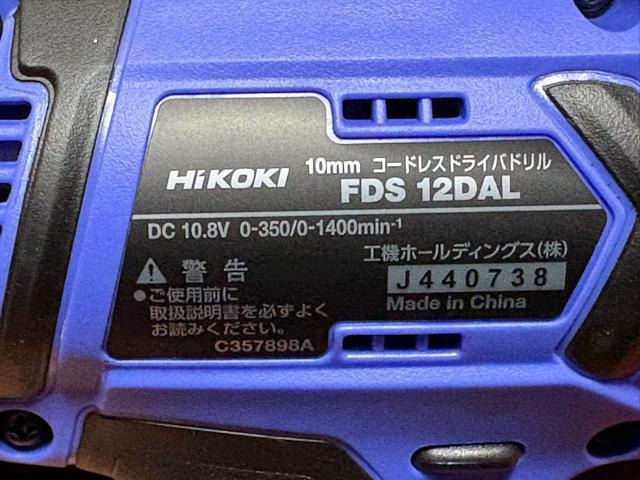 10mm コードレスドライバドリル
HiKOKI FDS 12DAL
DC 10.8V 0-350/0-1400min-1
⚠ 警告
●ご使用前に
取扱説明書を必ずよく
お読みください。
C357898A
工機ホールディングス(株)
J440738
Made in China